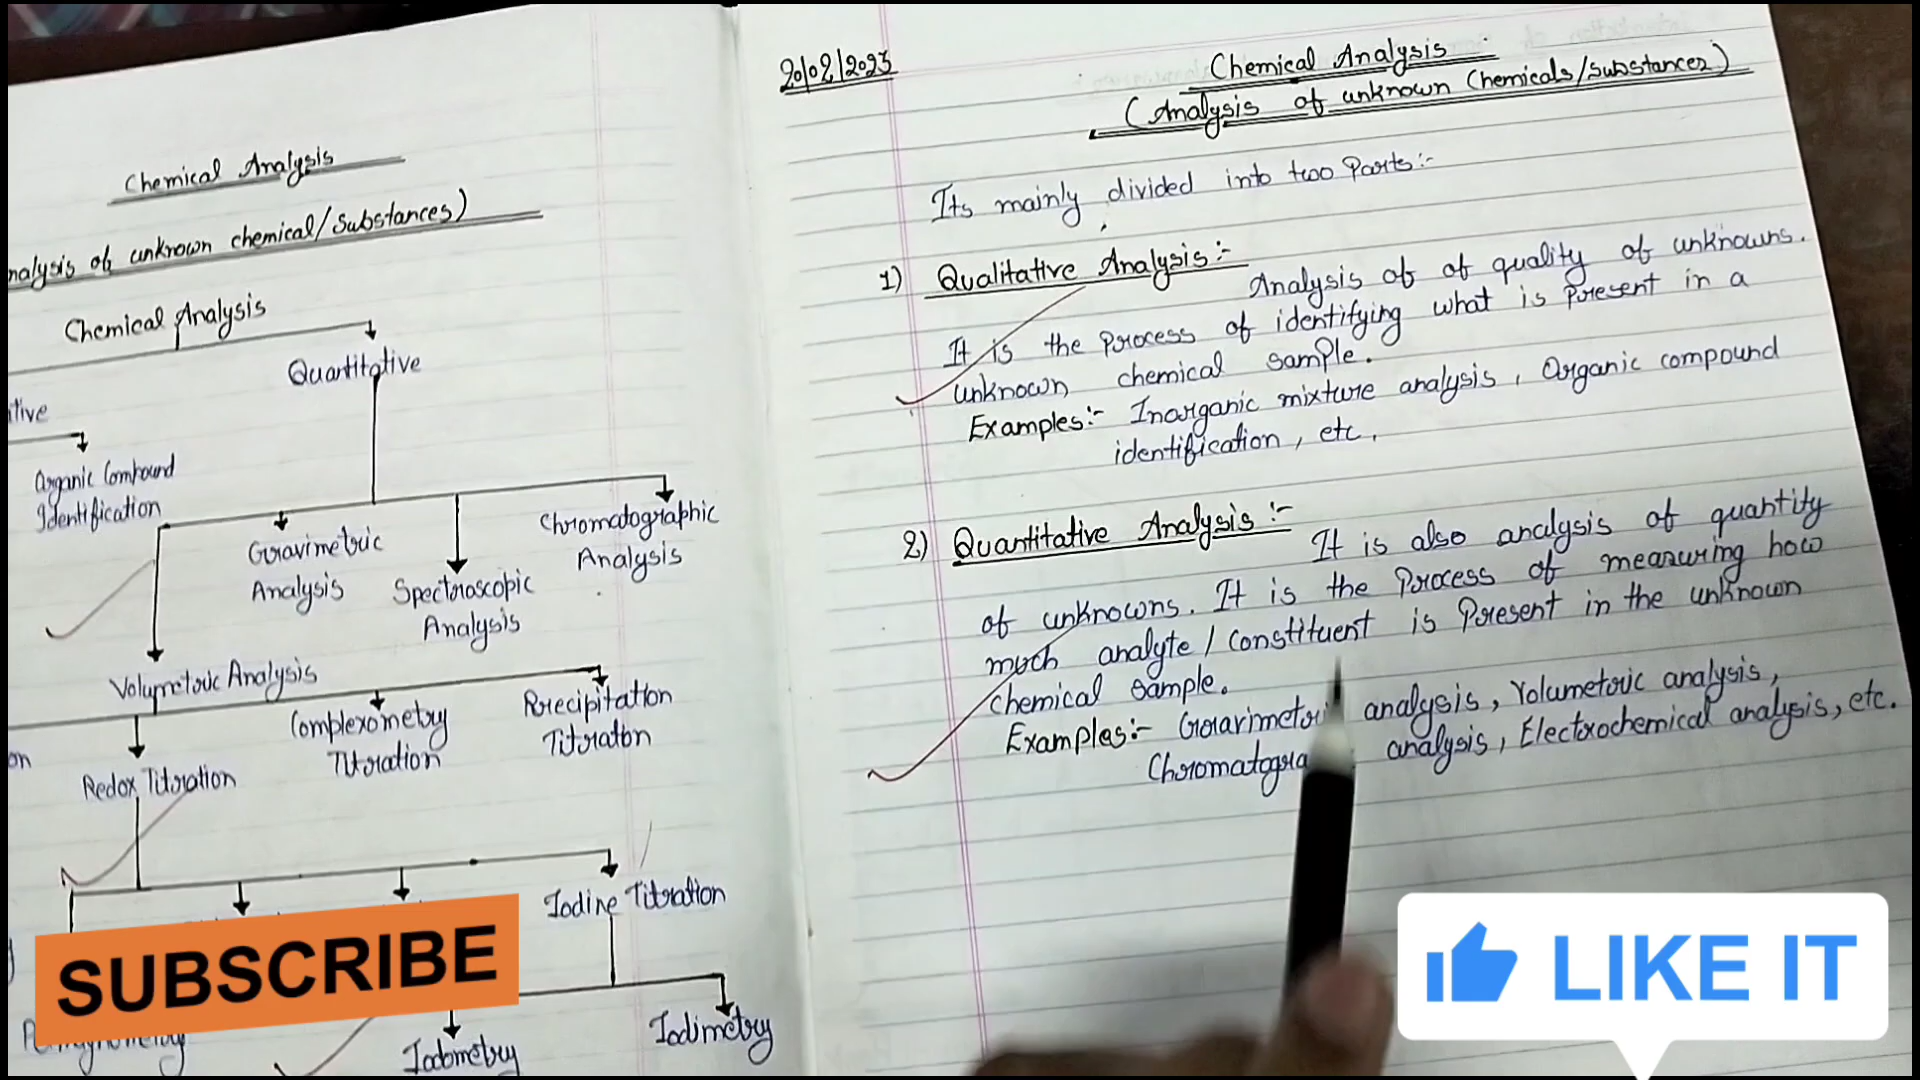 Chemical Analysis
nalysis of unknown chemical/Substances)
Chemical Analysis
Quantitative
itive
Organic Compound
Identification
Gravimetric
Analysis
Spectroscopic
Analysis
Chromatographic
Analysis
Volumetric Analysis
on
Redox Titration
Complexometry
Titration
Precipitation
Titraton
Iodine Titration
Iodometry
Iodimetry
20/02/2023
Chemical Analysis
(Analysis of unknown Chemicals/Substances)
Its mainly divided into two Parts:-
1) Qualitative Analysis:-
Analysis of of quality of unknowns.
It is the process of identifying what is present in a
unknown chemical sample.
Examples:- Inorganic mixture analysis, Organic compound
identification, etc.
2) Quantitative Analysis:-
It is also analysis of quantity
of unknowns. It is the Process of measuring how
much analyte / Constituent is Present in the unknown
chemical sample.
Examples:- Gravimetri analysis, Volumetric analysis,
Chromatogra analysis, Electrochemical analysis, etc.
SUBSCRIBE
LIKE IT